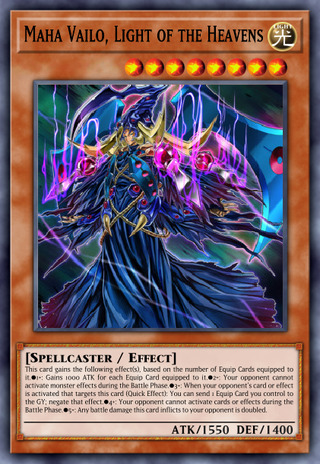 Maha Vailo, Light of the Heavens
LIGHT
光
[Spellcaster / Effect]
This card gains the following effect(s), based on the number of Equip Cards equipped to
it.●1+: Gains 1000 ATK for each Equip Card equipped to it.●2+: Your opponent cannot
activate monster effects during the Battle Phase.●3+: When your opponent's card or effect
is activated that targets this card (Quick Effect): You can send 1 Equip Card you control to
the GY; negate that effect.●4+: Your opponent cannot activate cards or effects during the
Battle Phase.●5+: Any battle damage this card inflicts to your opponent is doubled.
ATK/1550 DEF/1400